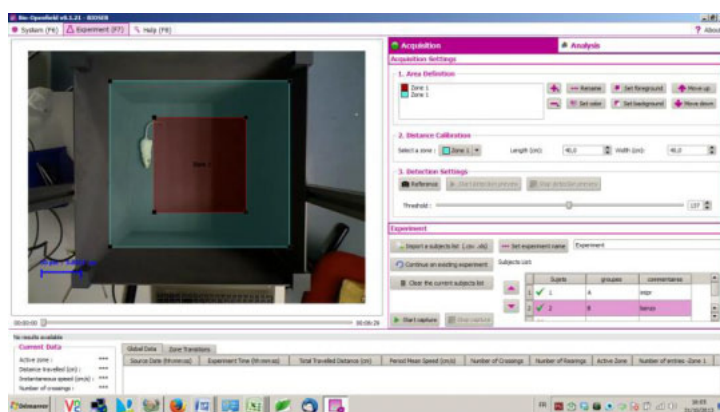 Bio-Openfield v0.1.21 - BIOSEB
System (F6) Experiment (F7) Help (F8)
? About
Acquisition Analysis
Acquisition Settings
1. Area Definition
Zone 1
Zone 1
Rename Set foreground Move up
Set color Set background Move down
2. Distance Calibration
Select a zone : Zone 1 Length (cm): 40,0 Width (cm): 40,0
3. Detection Settings
Reference Start detection preview Stop detection preview
Threshold : 137
Zone 1
Experiment
Import a subjects list (.csv, .xls) Set experiment name Experiment
Continue an existing experiment Subjects List:
Clear the current subjects list
Sujets groupes commentaires
1 1 A
2 2 B
Start capture Stop capture
00:00:00 00:06:29
No results available
Current Data
Global Data Zone Transitions
Active zone : ***
Distance travelled (cm) : ***
Instantaneous speed (cm/s) : ***
Number of crossings : ***
Source Date (hh:mm:ss) Experiment Time (hh:mm:ss) Total Travelled Distance (cm) Period Mean Speed (cm/s) Number of Crossings Number of Rearings Active Zone Number of entries -Zone 1
Démarrer
FR
16:03